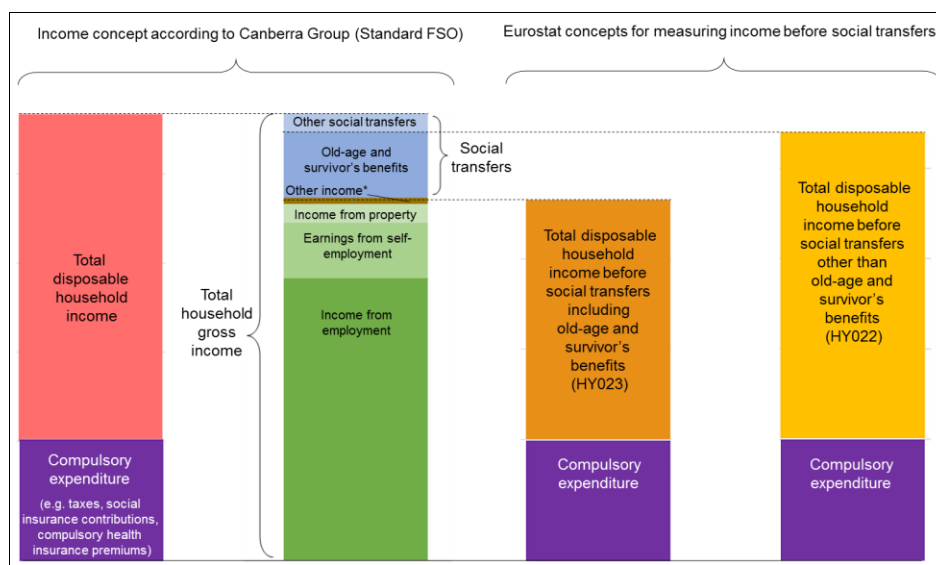 Income concept according to Canberra Group (Standard FSO)
Eurostat concepts for measuring income before social transfers
Total
disposable
household
income
Compulsory
expenditure
(e.g. taxes, social
insurance contributions,
compulsory health
insurance premiums)
Total
household
gross
income
Other social transfers
Old-age and
survivor's benefits
Other income*
Income from property
Earnings from self-
employment
Income from
employment
Social
transfers
Total disposable
household
income before
social transfers
including
old-age and
survivor's
benefits
(HY023)
Compulsory
expenditure
Total disposable
household
income before
social transfers
other than
old-age and
survivor's
benefits
(HY022)
Compulsory
expenditure